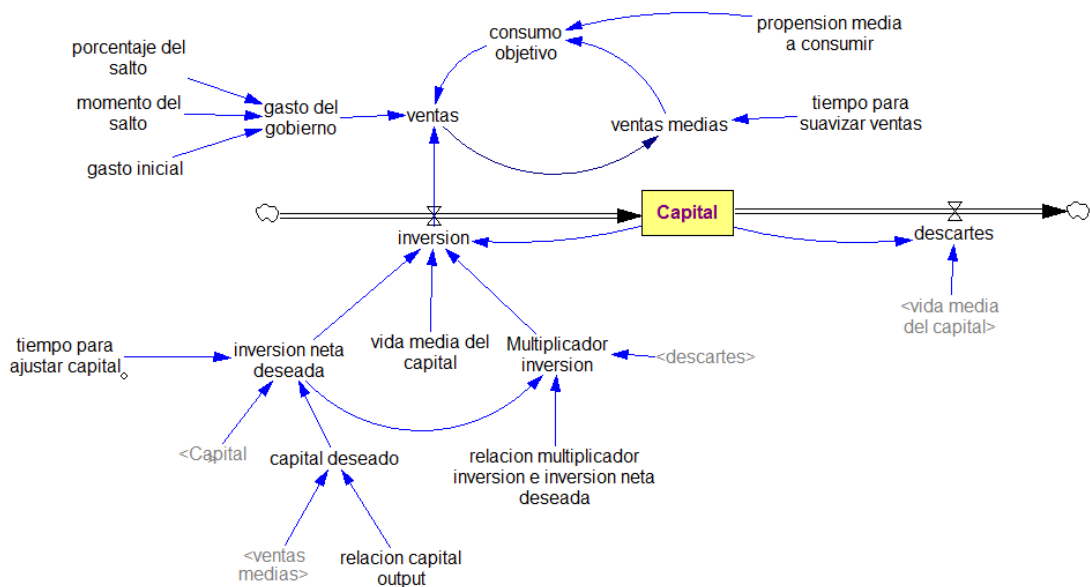 consumo
objetivo
propension media
a consumir
porcentaje del
salto
momento del
salto
gasto del
gobierno
ventas
ventas medias
tiempo para
suavizar ventas
gasto inicial
Capital
inversion
descartes
<vida media
del capital>
tiempo para
ajustar capital
inversion neta
deseada
vida media del
capital
Multiplicador
inversion
<descartes>
<Capital
capital deseado
relacion multiplicador
inversion e inversion neta
deseada
<ventas
medias>
relacion capital
output